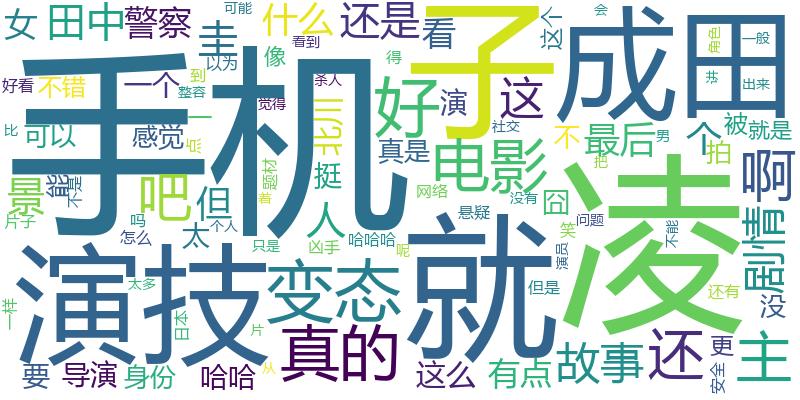 女
田中
警察
圭
可能
什么
还是
看到
看
子
这个
会
成田
角色
一般
讲
出来
好看
不错
一个
到
整容
以为
像
杀人
觉得
得
好
演
这
手机
比
可以
感觉
一
点
北川
题材
真是
社交
不
最后
男
个
被
就是
拍
啊
景
熊
不是
吧
但
挺
电影
网络
没有
把
凌
片子
吗
怎么
太
个人
人
着
哈哈哈
呢
悬疑
囧
笑
问题
演员
不能
剧情
没
只是
凶手
演技
太多
日本
变态
就
但是
还有
一样
片
真的
从
要
导演
身份
哈哈
这么
有点
故事
还
更
安全
主